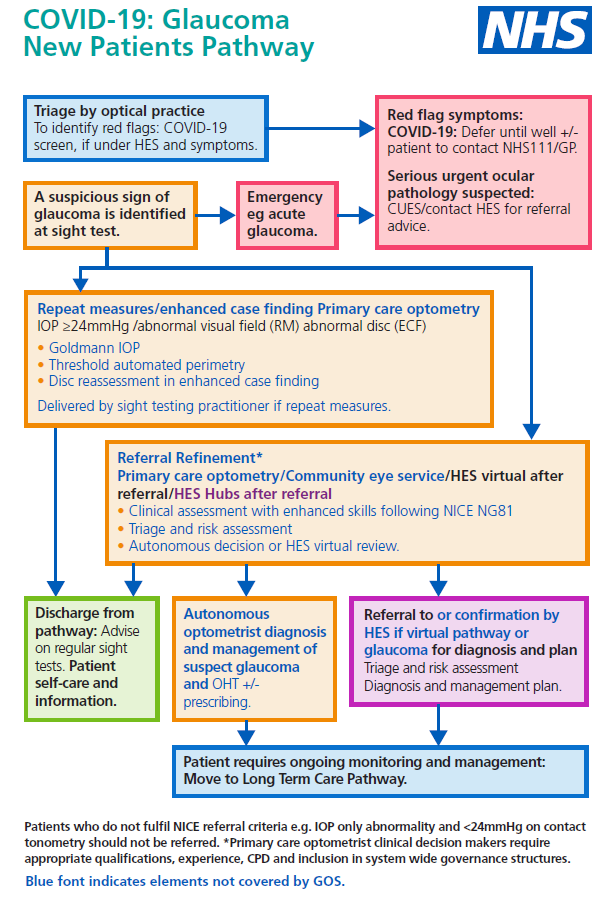 COVID-19: Glaucoma
New Patients Pathway
NHS
Triage by optical practice
To identify red flags: COVID-19
screen, if under HES and symptoms.
Red flag symptoms:
COVID-19: Defer until well +/-
patient to contact NHS111/GP.
Serious urgent ocular
pathology suspected:
CUES/contact HES for referral
advice.
A suspicious sign of
glaucoma is identified
at sight test.
Emergency
eg acute
glaucoma.
Repeat measures/enhanced case finding Primary care optometry
IOP ≥24mmHg /abnormal visual field (RM) abnormal disc (ECF)
• Goldmann IOP
• Threshold automated perimetry
• Disc reassessment in enhanced case finding
Delivered by sight testing practitioner if repeat measures.
Referral Refinement*
Primary care optometry/Community eye service/HES virtual after
referral/HES Hubs after referral
• Clinical assessment with enhanced skills following NICE NG81
• Triage and risk assessment
• Autonomous decision or HES virtual review.
Discharge from
pathway: Advise
on regular sight
tests. Patient
self-care and
information.
Autonomous
optometrist diagnosis
and management of
suspect glaucoma
and OHT +/-
prescribing.
Referral to or confirmation by
HES if virtual pathway or
glaucoma for diagnosis and plan
Triage and risk assessment
Diagnosis and management plan.
Patient requires ongoing monitoring and management:
Move to Long Term Care Pathway.
Patients who do not fulfil NICE referral criteria e.g. IOP only abnormality and <24mmHg on contact
tonometry should not be referred. *Primary care optometrist clinical decision makers require
appropriate qualifications, experience, CPD and inclusion in system wide governance structures.
Blue font indicates elements not covered by GOS.